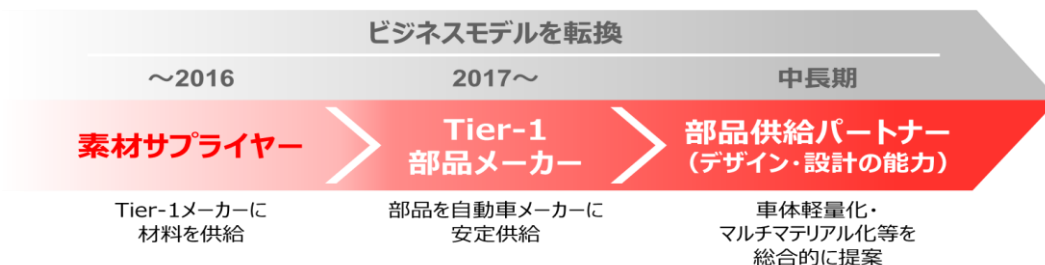 ビジネスモデルを転換
～2016
2017～
中長期
素材サプライヤー
Tier-1
部品メーカー
部品供給パートナー
（デザイン・設計の能力）
Tier-1メーカーに
材料を供給
部品を自動車メーカーに
安定供給
車体軽量化・
マルチマテリアル化等を
総合的に提案